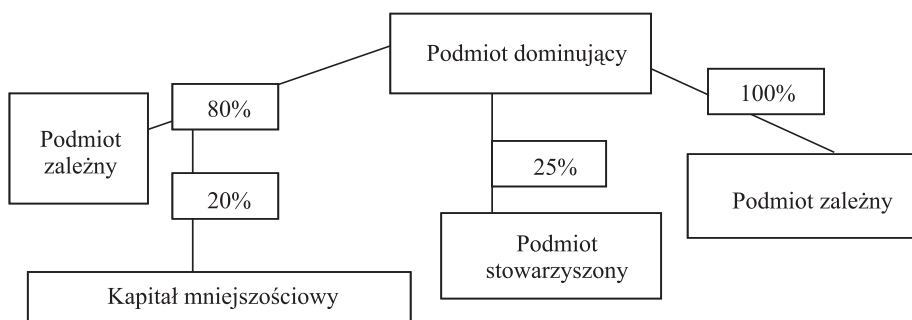 Podmiot dominujący
80%
100%
Podmiot
zależny
25%
20%
Podmiot zależny
Podmiot
stowarzyszony
Kapitał mniejszościowy